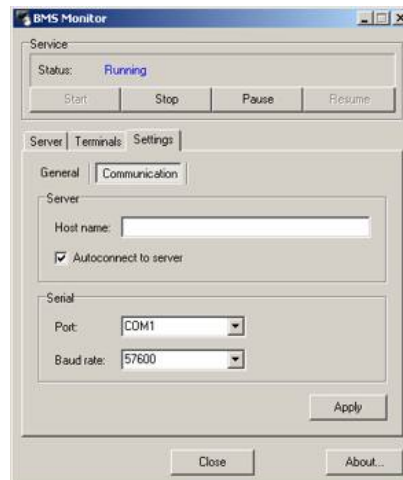 BMS Monitor
Service
Status: Running
Start Stop Pause Resume
Server Terminals Settings
General Communication
Server
Host name:
Autoconnect to server
Serial
Port: COM1
Baud rate: 57600
Apply
Close About...